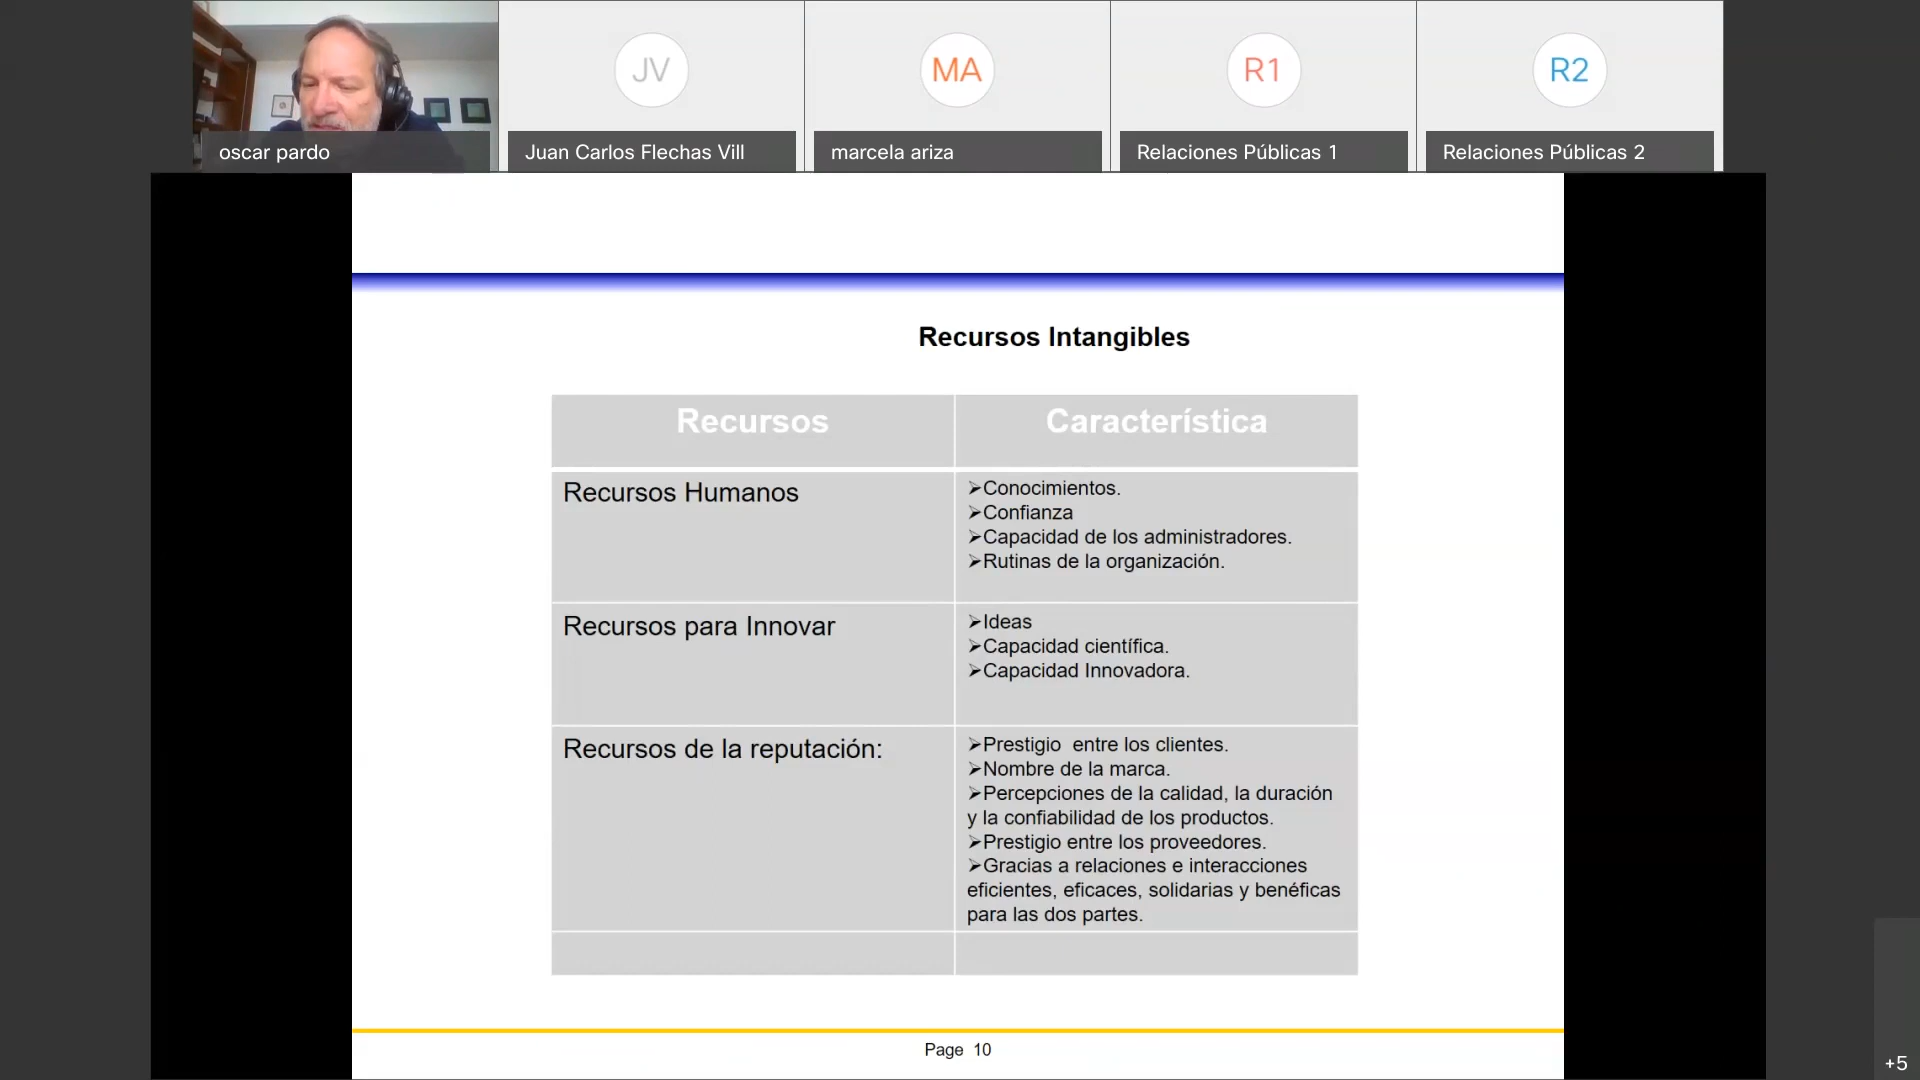 JV
MA
R1
R2
oscar pardo
Juan Carlos Flechas Vill
marcela ariza
Relaciones Públicas 1
Relaciones Públicas 2
Recursos Intangibles
Recursos
Característica
Recursos Humanos
➢Conocimientos.
➢Confianza
➢Capacidad de los administradores.
➢Rutinas de la organización.
Recursos para Innovar
➢Ideas
➢Capacidad científica.
➢Capacidad Innovadora.
Recursos de la reputación:
➢Prestigio  entre los clientes.
➢Nombre de la marca.
➢Percepciones de la calidad, la duración
y la confiabilidad de los productos.
➢Prestigio entre los proveedores.
➢Gracias a relaciones e interacciones
eficientes, eficaces, solidarias y benéficas
para las dos partes.
Page  10
+5